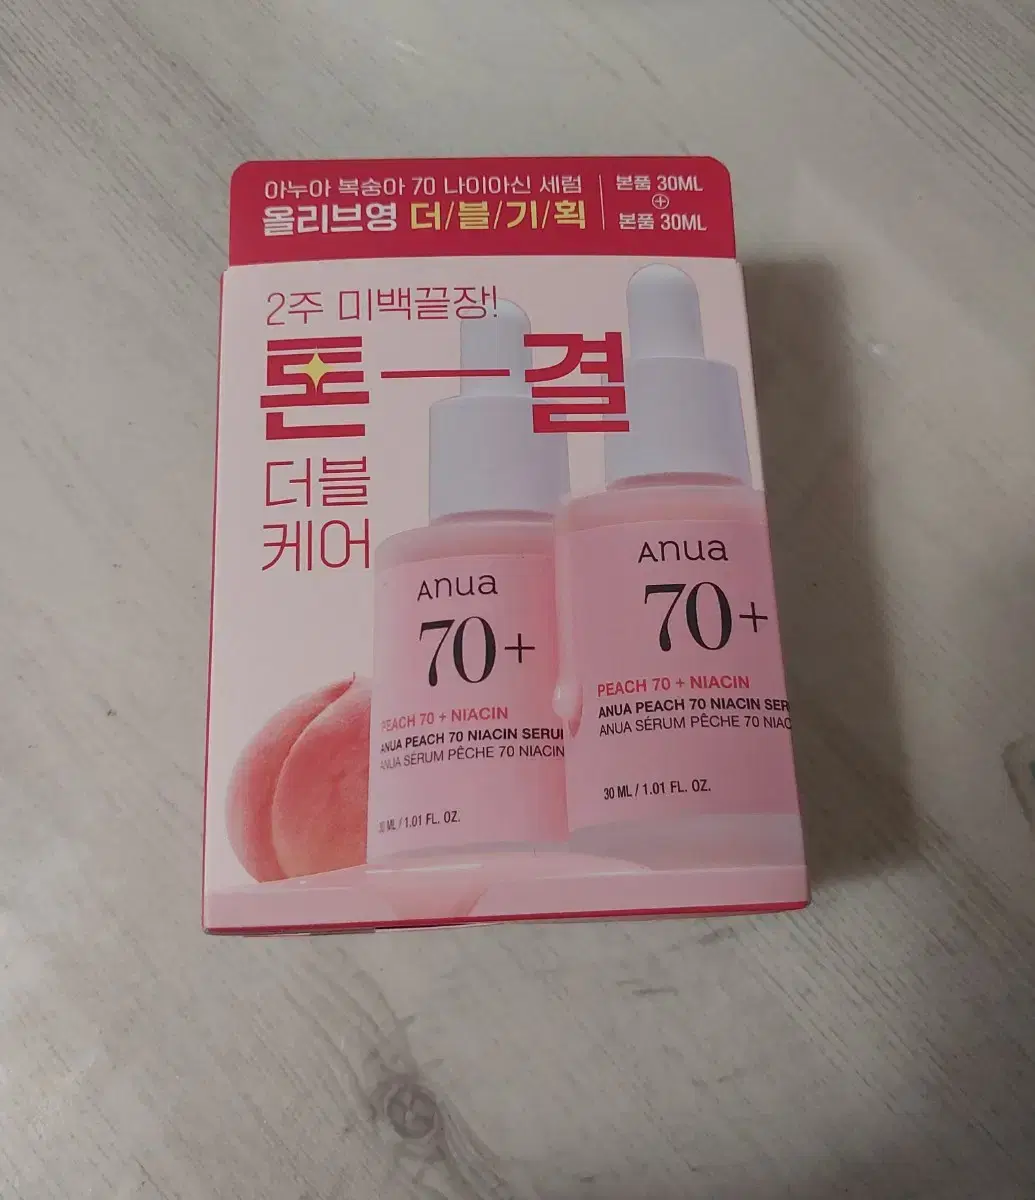 아누아 복숭아 70 나이아신 세럼
올리브영 더/블/기/획
본품 30ML
+
본품 30ML
2주 미백끝장!
톤—결
더블
케어
Anua
70+
PEACH 70 + NIACIN
ANUA PEACH 70 NIACIN SERU
ANUA SÉRUM PÊCHE 70 NIACIN
30 ML / 1.01 FL. OZ.
Anua
70+
PEACH 70 + NIACIN
ANUA PEACH 70 NIACIN SER
ANUA SÉRUM PÊCHE 70 NIAC
30 ML / 1.01 FL. OZ.